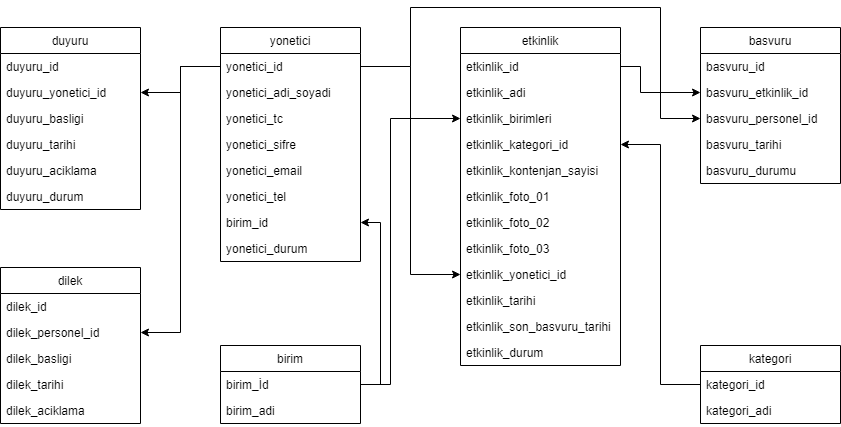 duyuru
duyuru_id
duyuru_yonetici_id
duyuru_basligi
duyuru_tarihi
duyuru_aciklama
duyuru_durum
yonetici
yonetici_id
yonetici_adi_soyadi
yonetici_tc
yonetici_sifre
yonetici_email
yonetici_tel
birim_id
yonetici_durum
etkinlik
etkinlik_id
etkinlik_adi
etkinlik_birimleri
etkinlik_kategori_id
etkinlik_kontenjan_sayisi
etkinlik_foto_01
etkinlik_foto_02
etkinlik_foto_03
etkinlik_yonetici_id
etkinlik_tarihi
etkinlik_son_basvuru_tarihi
etkinlik_durum
basvuru
basvuru_id
basvuru_etkinlik_id
basvuru_personel_id
basvuru_tarihi
basvuru_durumu
dilek
dilek_id
dilek_personel_id
dilek_basligi
dilek_tarihi
dilek_aciklama
birim
birim_İd
birim_adi
kategori
kategori_id
kategori_adi